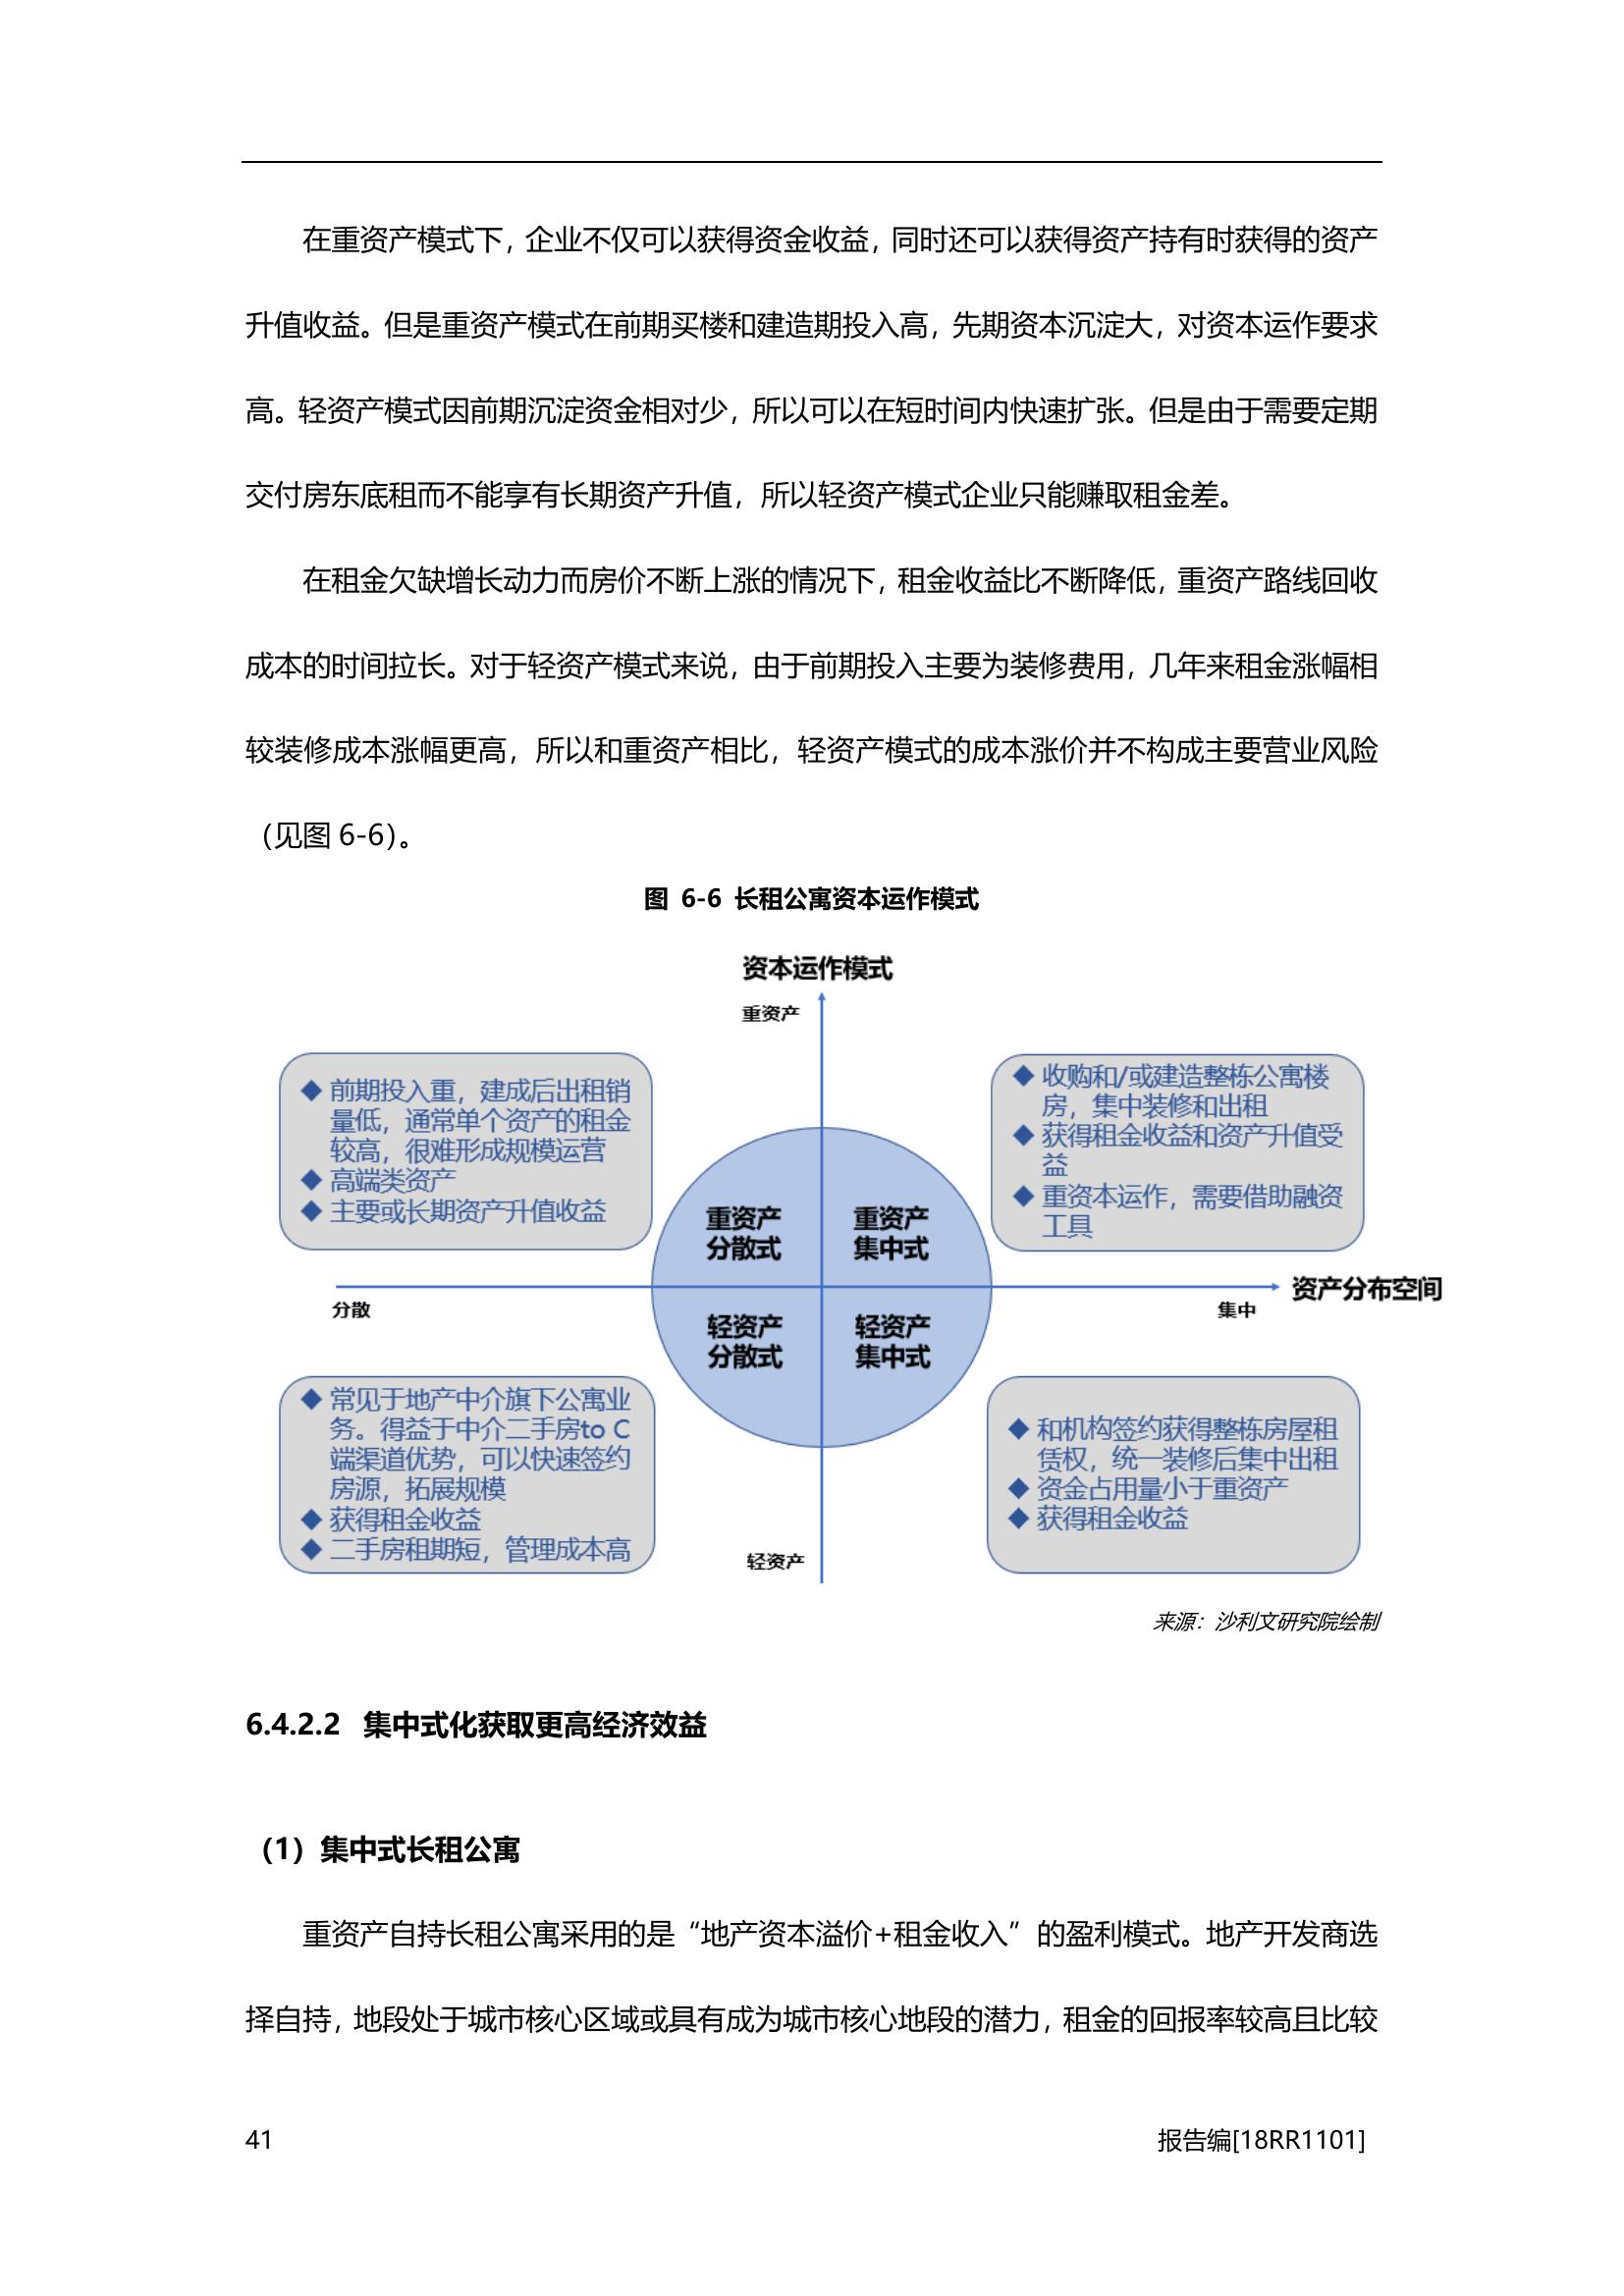 在重资产模式下，企业不仅可以获得资金收益，同时还可以获得资产持有时获得的资产
升值收益。但是重资产模式在前期买楼和建造期投入高，先期资本沉淀大，对资本运作要求
高。轻资产模式因前期沉淀资金相对少，所以可以在短时间内快速扩张。但是由于需要定期
交付房东底租而不能享有长期资产升值，所以轻资产模式企业只能赚取租金差。
在租金欠缺增长动力而房价不断上涨的情况下，租金收益比不断降低，重资产路线回收
成本的时间拉长。对于轻资产模式来说，由于前期投入主要为装修费用，几年来租金涨幅相
较装修成本涨幅更高，所以和重资产相比，轻资产模式的成本涨价并不构成主要营业风险
（见图 6-6）。
图 6-6 长租公寓资本运作模式
资本运作模式
重资产
◆ 前期投入重，建成后出租销
量低，通常单个资产的租金
较高，很难形成规模运营
◆ 高端类资产
◆ 主要或长期资产升值收益
◆ 收购和/或建造整栋公寓楼
房，集中装修和出租
◆ 获得租金收益和资产升值受
益
◆ 重资本运作，需要借助融资
工具
重资产
分散式
重资产
集中式
分散
集中
资产分布空间
轻资产
分散式
轻资产
集中式
◆ 常见于地产中介旗下公寓业
务。得益于中介二手房to C
端渠道优势，可以快速签约
房源，拓展规模
◆ 获得租金收益
◆ 二手房租期短，管理成本高
◆ 和机构签约获得整栋房屋租
赁权，统一装修后集中出租
◆ 资金占用量小于重资产
◆ 获得租金收益
轻资产
来源：沙利文研究院绘制
6.4.2.2 集中式化获取更高经济效益
（1）集中式长租公寓
重资产自持长租公寓采用的是“地产资本溢价+租金收入”的盈利模式。地产开发商选
择自持，地段处于城市核心区域或具有成为城市核心地段的潜力，租金的回报率较高且比较
41
报告编[18RR1101]